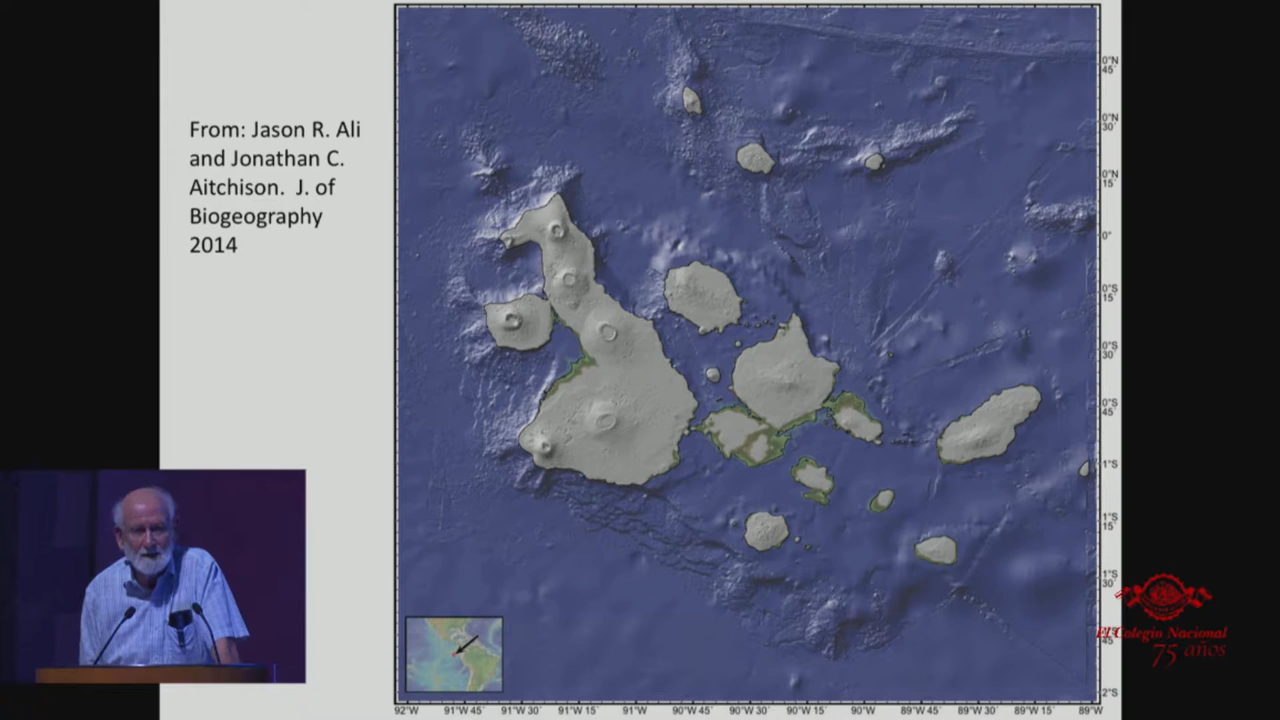 From: Jason R. Ali
and Jonathan C.
Aitchison. J. of
Biogeography
2014
0°N
45'
0°N
30'
0°N
15'
0°
0°S
15'
0°S
30'
0°S
45'
1°S
1°S
15'
1°S
30'
45'
2°S
92°W
91°W 45'
91°W 30'
91°W 15'
91°W
90°W 45'
90°W 30'
90°W 15'
90°W
89°W 45'
89°W 30'
89°W 15'
89°W
El Colegio Nacional
75 años